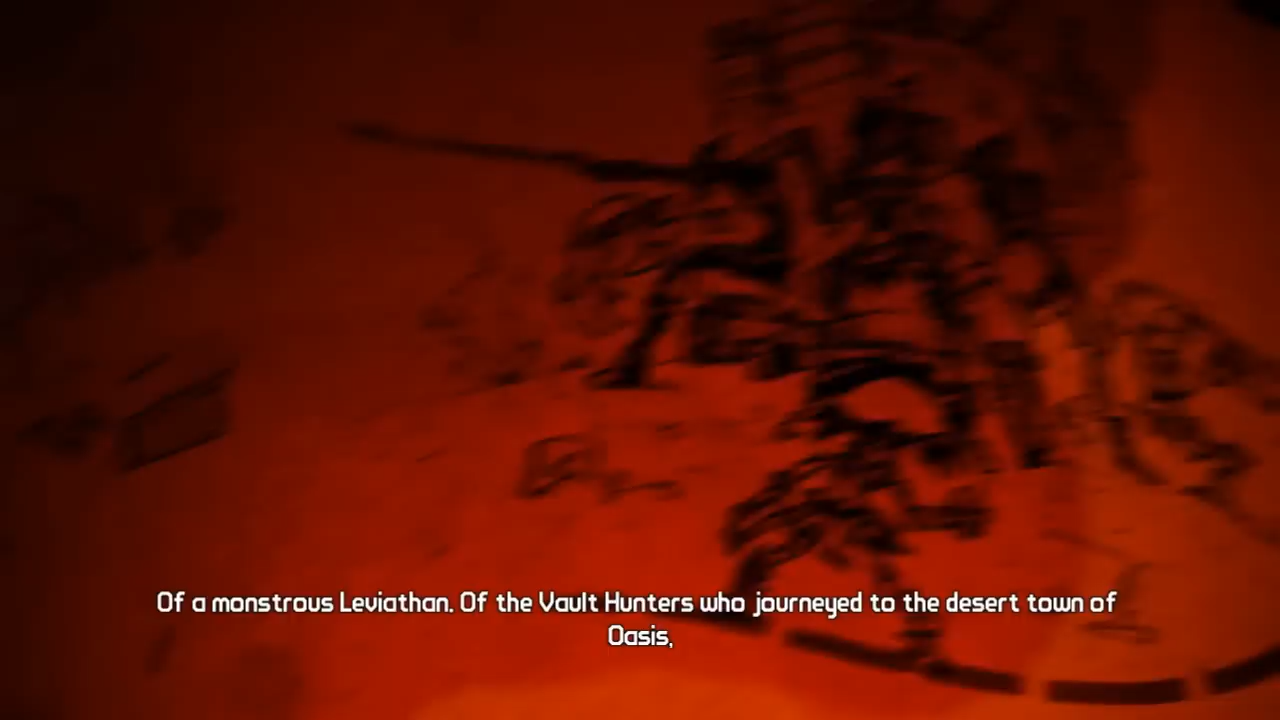 Of a monstrous Leviathan. Of the Vault Hunters who journeyed to the desert town of
Oasis,